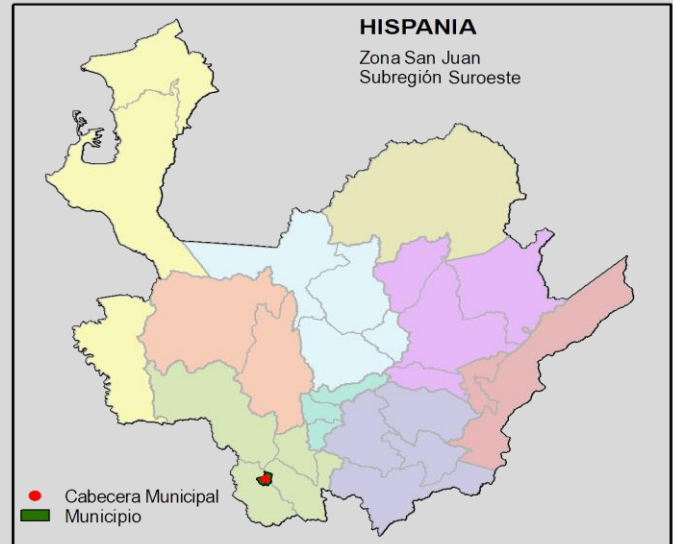 HISPANIA
Zona San Juan
Subregión Suroeste
Cabecera Municipal
Municipio